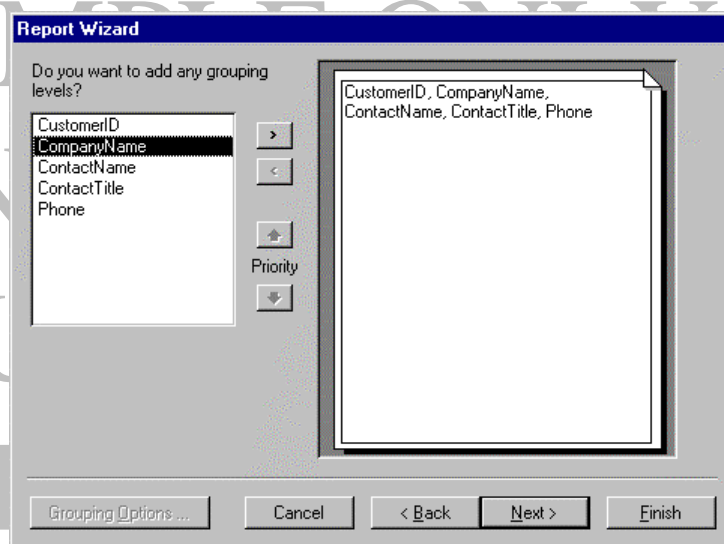 Report Wizard
Do you want to add any grouping
levels?
CustomerID
CompanyName
ContactName
ContactTitle
Phone
>
<
Priority
CustomerID, CompanyName,
ContactName, ContactTitle, Phone
Grouping Options ...
Cancel
< Back
Next >
Finish